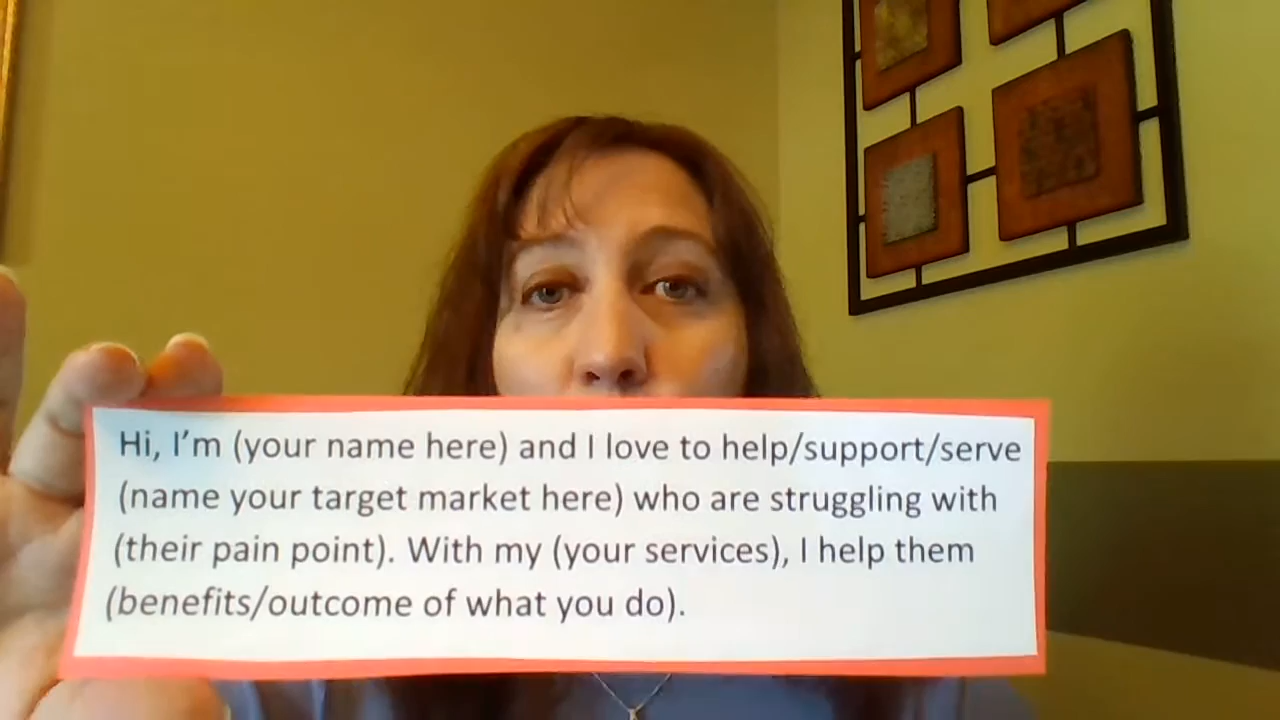 Hi, I'm (your name here) and I love to help/support/serve
(name your target market here) who are struggling with
(their pain point). With my (your services), I help them
(benefits/outcome of what you do).